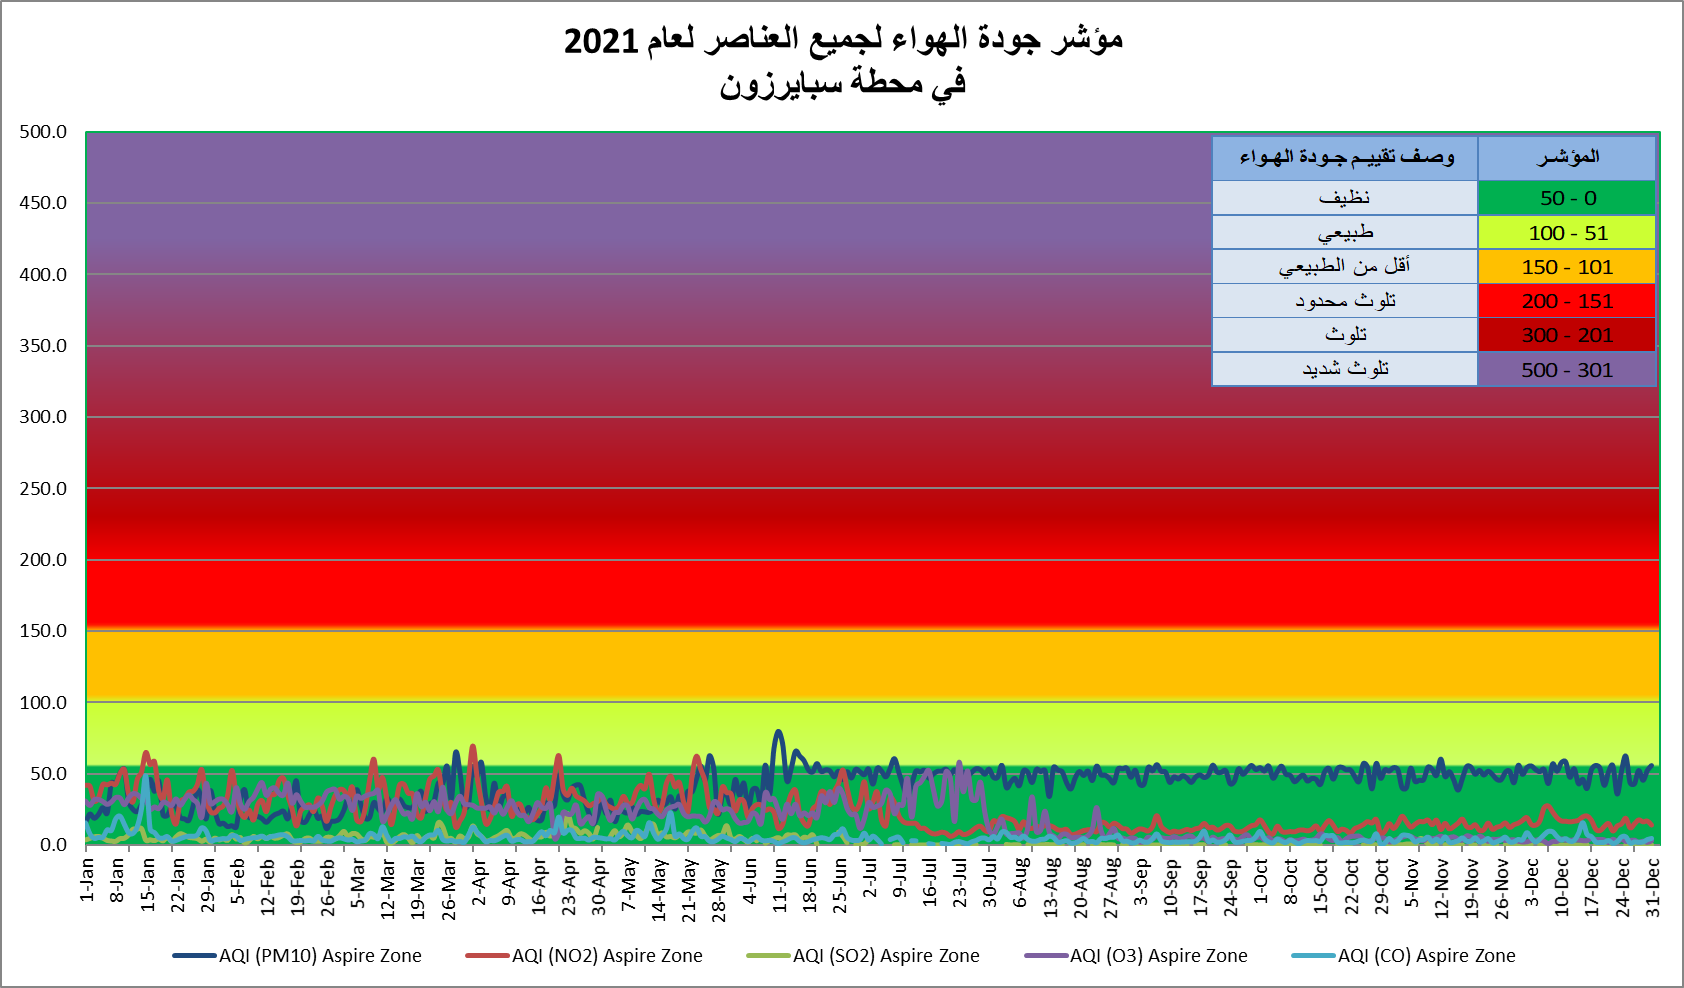 مؤشر جودة الهواء لجميع العناصر لعام 2021
في محطة سبايرزون
500.0
450.0
400.0
350.0
300.0
250.0
200.0
150.0
100.0
50.0
0.0
المؤشـر وصـف تقييـم جـودة الهـواء
0 - 50 نظيف
51 - 100 طبيعي
101 - 150 أقل من الطبيعي
151 - 200 تلوث محدود
201 - 300 تلوث
301 - 500 تلوث شديد
1-Jan
8-Jan
15-Jan
22-Jan
29-Jan
5-Feb
12-Feb
19-Feb
26-Feb
5-Mar
12-Mar
19-Mar
26-Mar
2-Apr
9-Apr
16-Apr
23-Apr
30-Apr
7-May
14-May
21-May
28-May
4-Jun
11-Jun
18-Jun
25-Jun
2-Jul
9-Jul
16-Jul
23-Jul
30-Jul
6-Aug
13-Aug
20-Aug
27-Aug
3-Sep
10-Sep
17-Sep
24-Sep
1-Oct
8-Oct
15-Oct
22-Oct
29-Oct
5-Nov
12-Nov
19-Nov
26-Nov
3-Dec
10-Dec
17-Dec
24-Dec
31-Dec
AQI (PM10) Aspire Zone
AQI (NO2) Aspire Zone
AQI (SO2) Aspire Zone
AQI (O3) Aspire Zone
AQI (CO) Aspire Zone